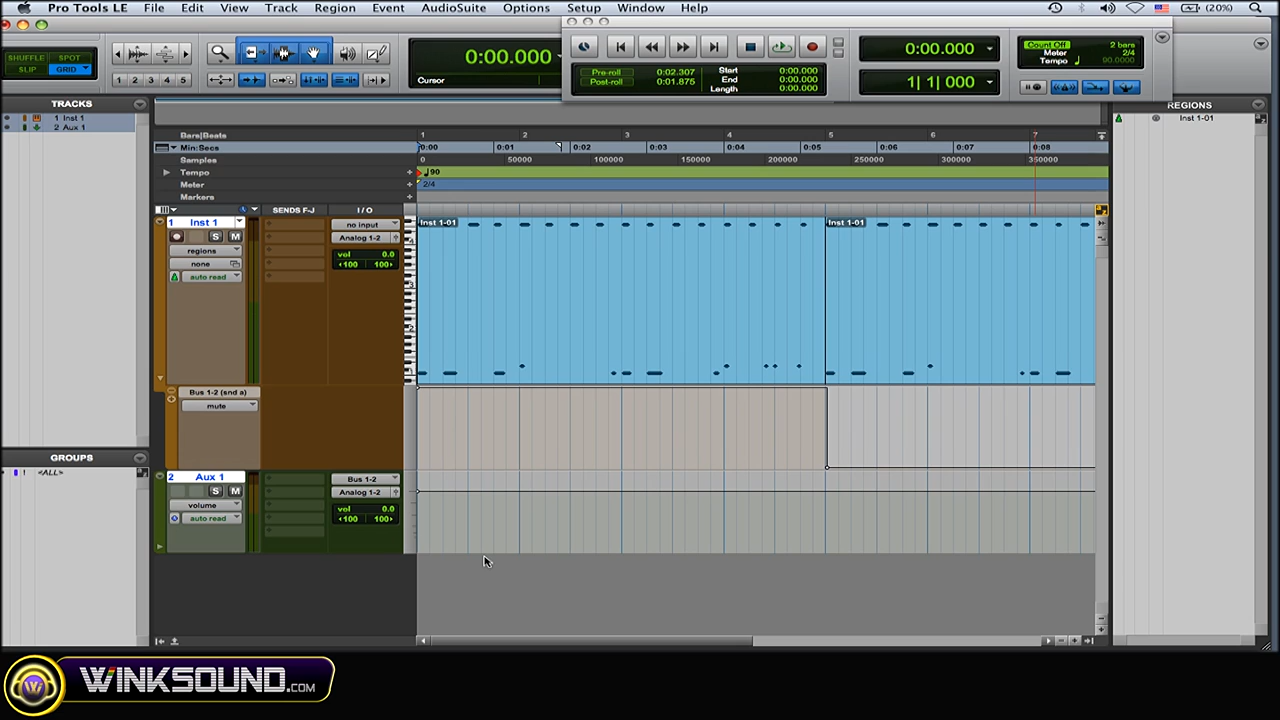 Pro Tools LE File Edit View Track Region Event AudioSuite Options Setup Window Help (20%)
SHUFFLE SPOT
SLIP GRID
1 2 3 4 5
0:00.000
Cursor
Pre-roll 0:02.307
Post-roll 0:01.875
Start 0:00.000
End 0:00.000
Length 0:00.000
0:00.000
1| 1| 000
Count Off 2 bars
Meter 2/4
Tempo 90.0000
TRACKS
1 Inst 1
2 Aux 1
REGIONS
Inst 1-01
Bars|Beats 1 2 3 4 5 6 7
Min:Secs 0:00 0:01 0:02 0:03 0:04 0:05 0:06 0:07 0:08
Samples 0 50000 100000 150000 200000 250000 300000 350000
Tempo 90
Meter 2/4
Markers
SENDS F-J I / O
1 Inst 1
S M
regions
none
auto read
no input
Analog 1-2
vol 0.0
100 100
Inst 1-01 Inst 1-01
4
3
2
1
Bus 1-2 (snd a)
mute
GROUPS
! <ALL>
2 Aux 1
S M
volume
auto read
Bus 1-2
Analog 1-2
vol 0.0
100 100
W WINKSOUND.COM